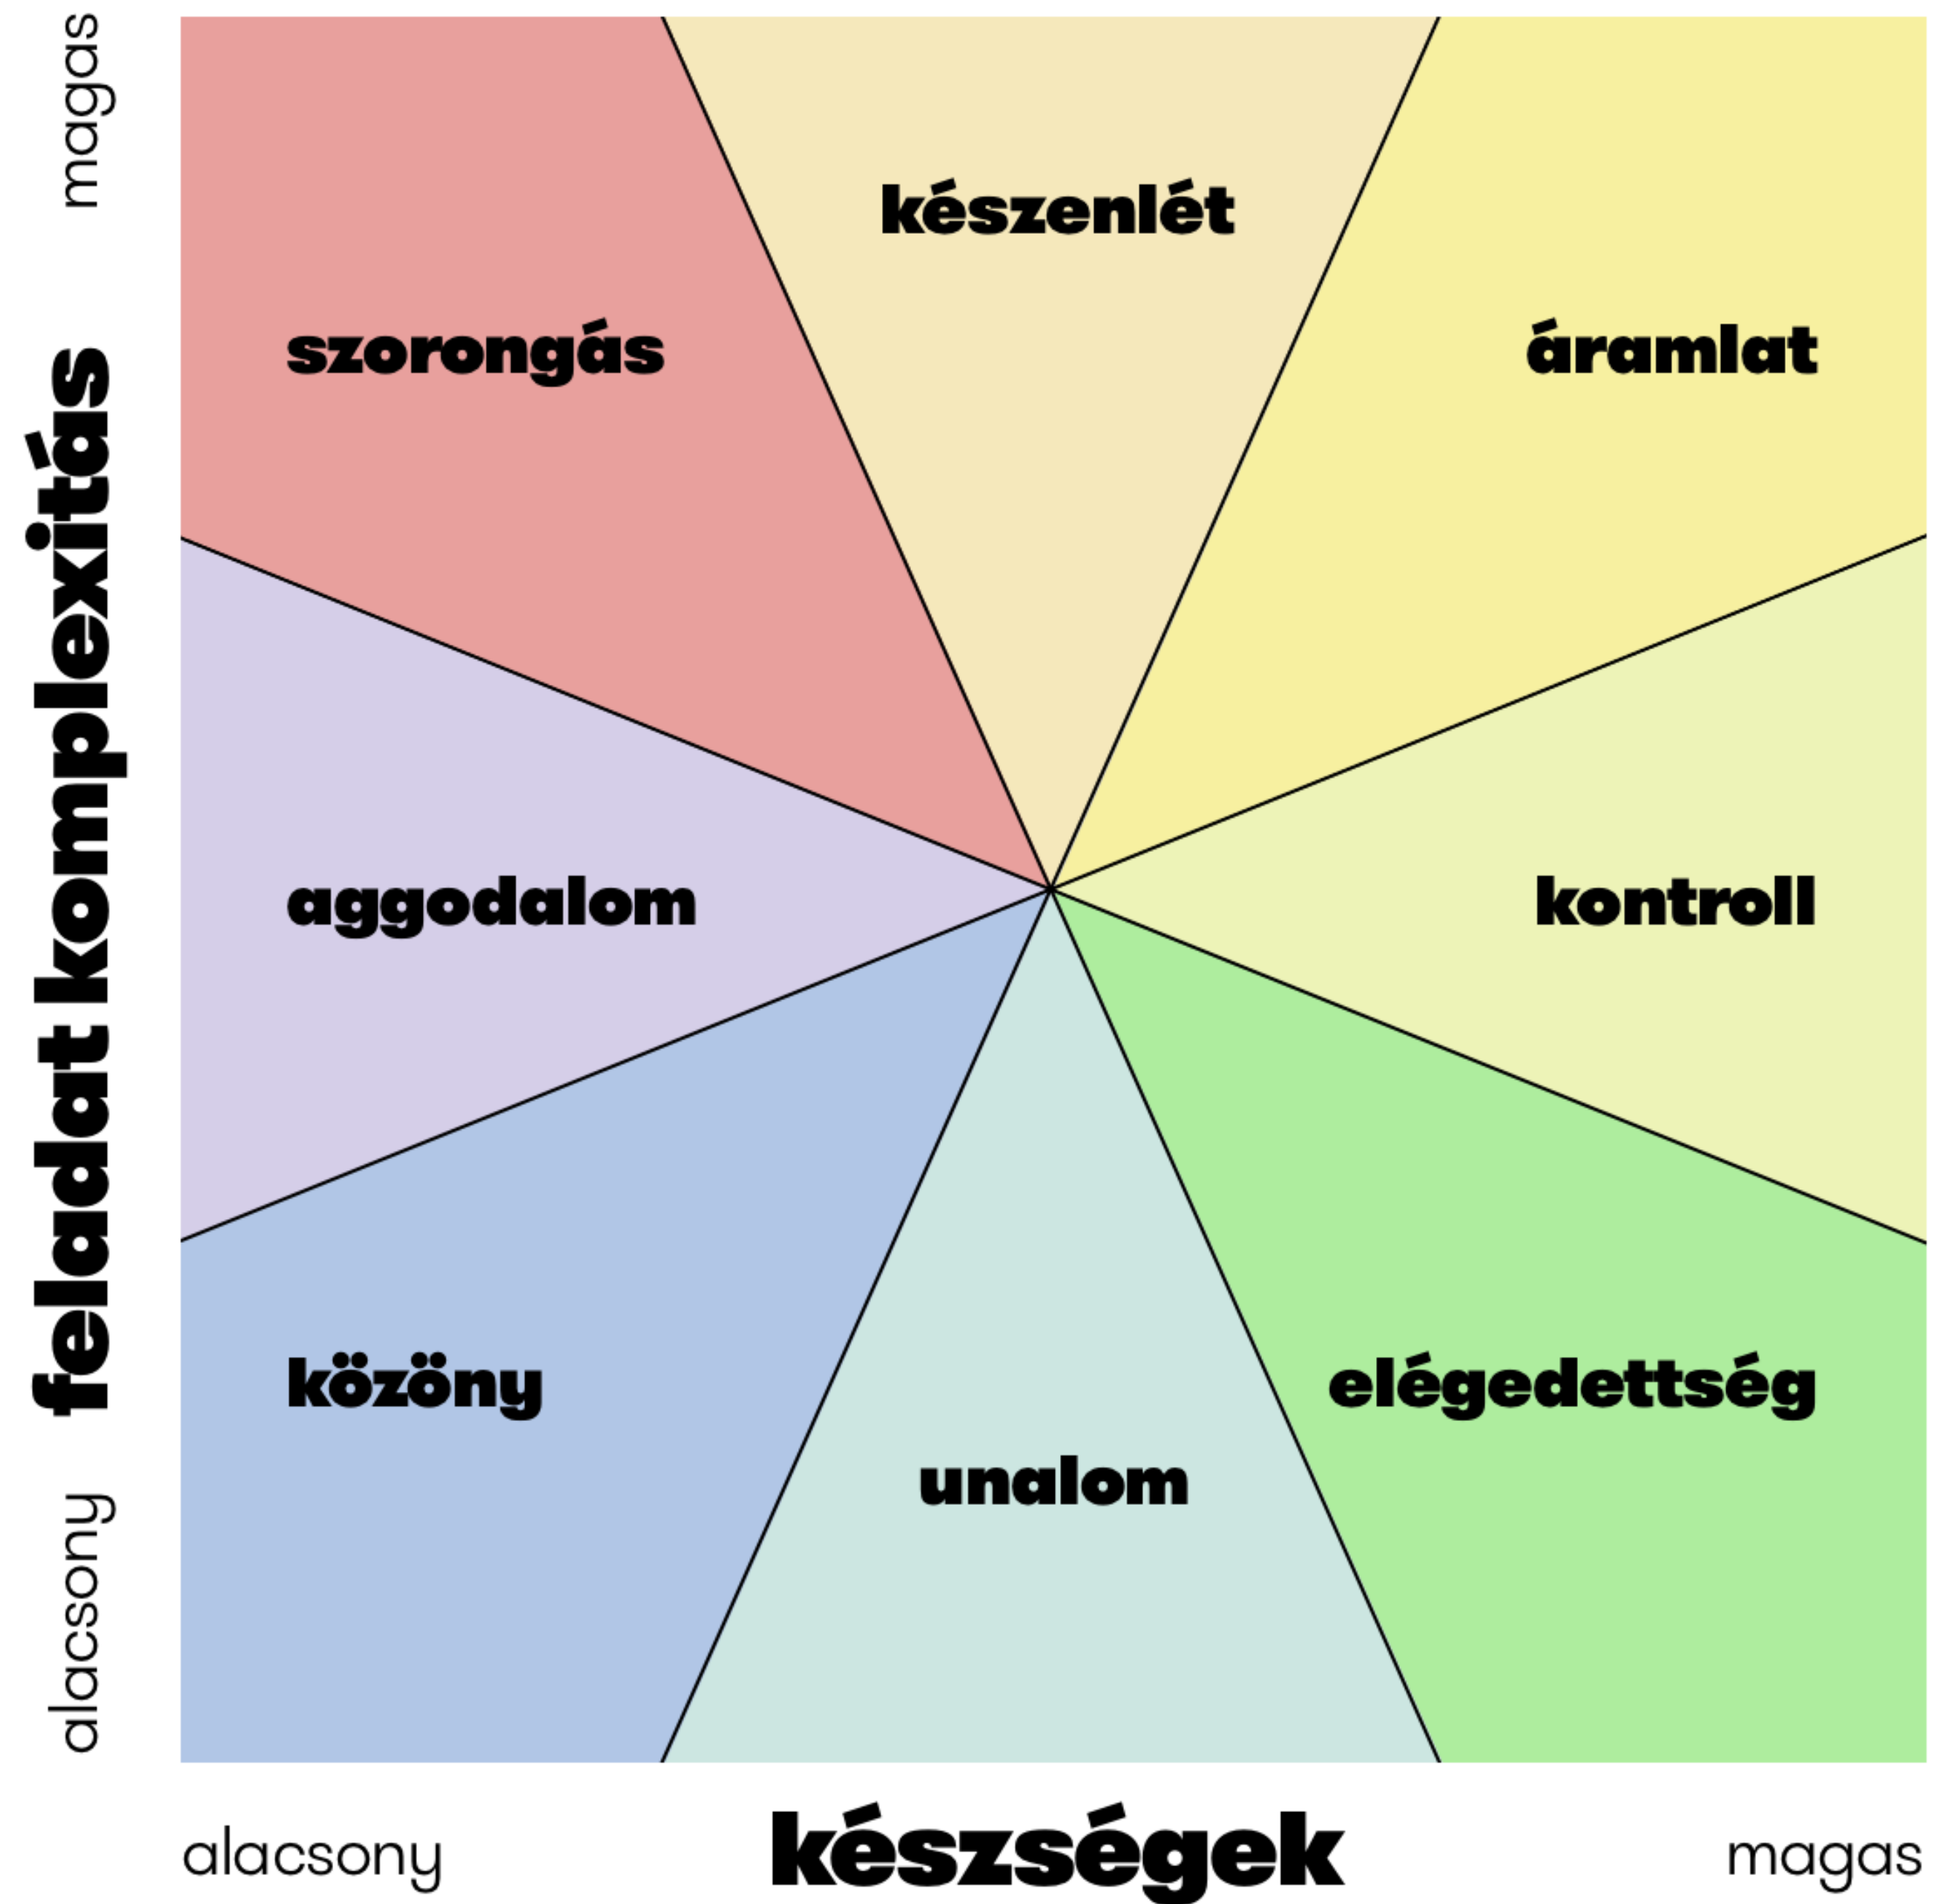 magas
feladat komplexitás
alacsony
készenlét
szorongás
áramlat
aggodalom
kontroll
közöny
elégedettség
unalom
alacsony
készségek
magas